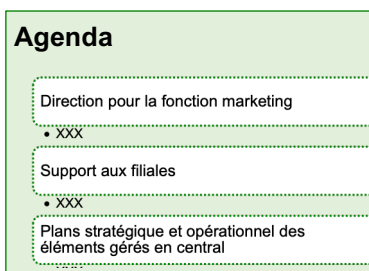 Agenda
Direction pour la fonction marketing
• XXX
Support aux filiales
• XXX
Plans stratégique et opérationnel des
éléments gérés en central